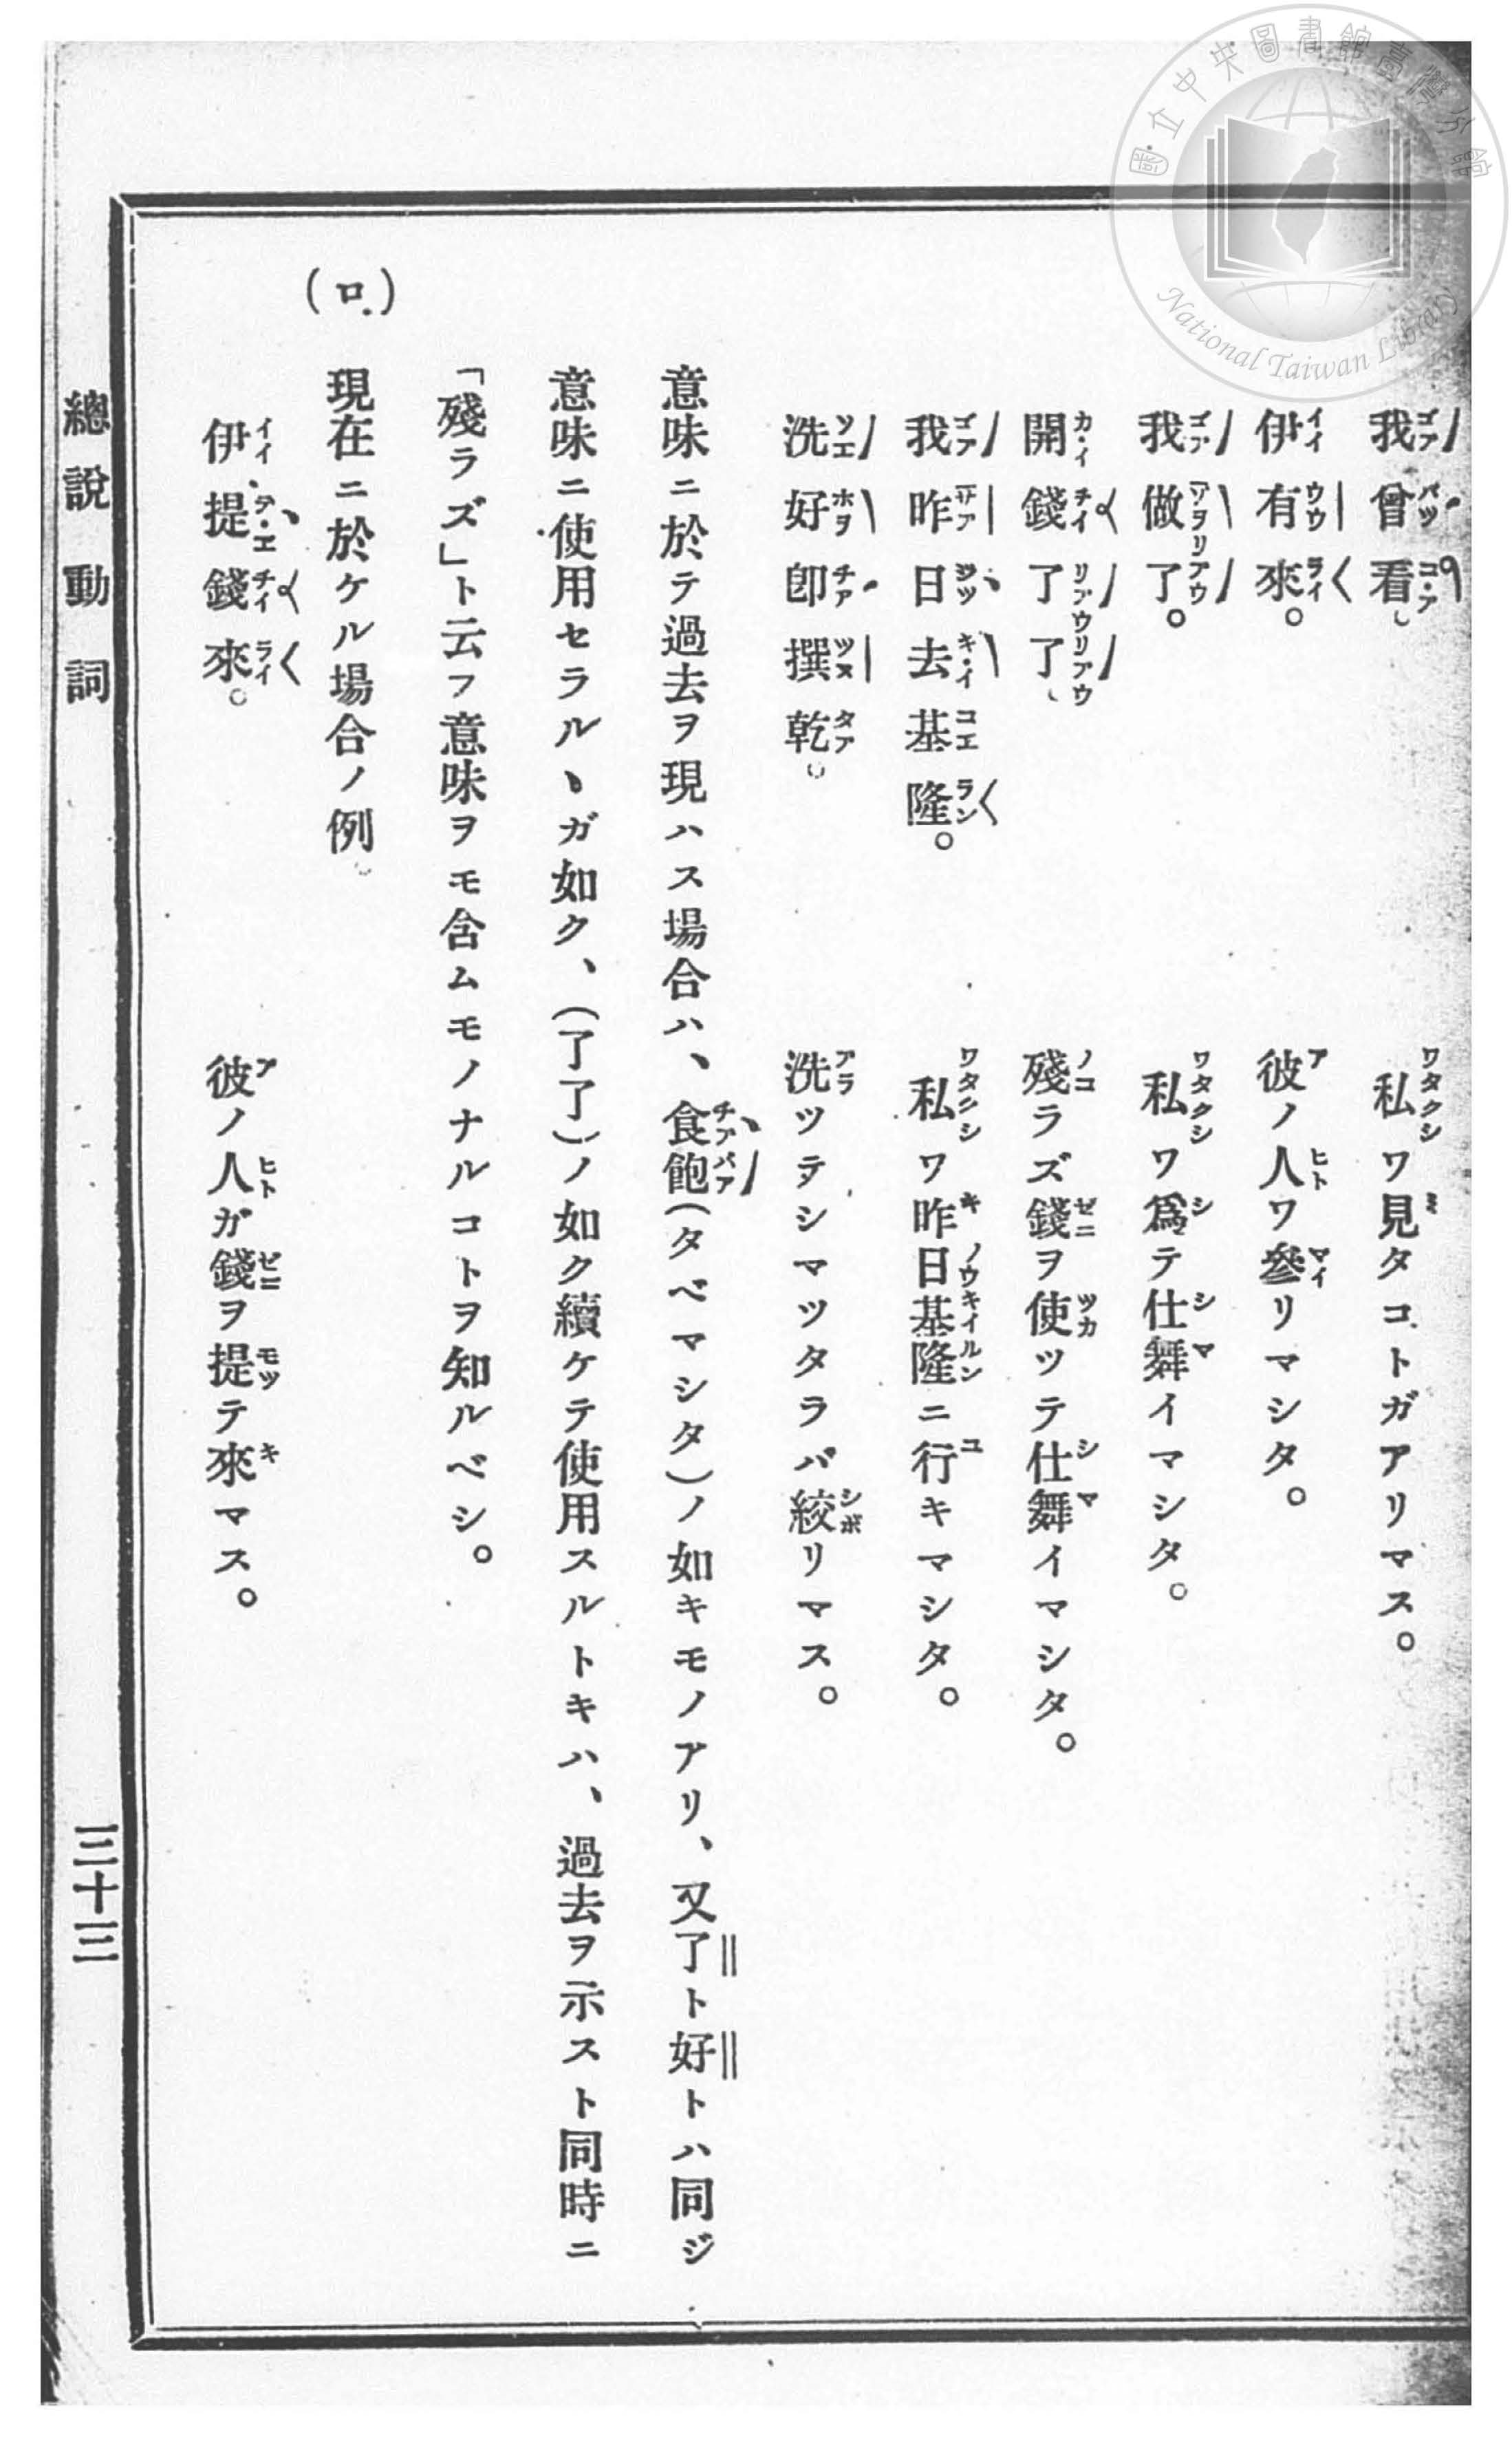 我曾看。 私ワ見タコトガアリマス。
伊有來。 彼ノ人ワ參リマシタ。
我做了。 私ワ爲テ仕舞イマシタ。
開錢了了、 殘ラズ錢ヲ使ツテ仕舞イマシタ。
我昨日去基隆。 私ワ昨日基隆ニ行キマシタ。
洗好卽撰乾。 洗ツテシマツタラバ絞リマス。
意味ニ於テ過去ヲ現ハス場合ハ、食飽(タベマシタ)ノ如キモノアリ、又了ト好トハ同ジ
意味ニ使用セラルヽガ如ク、(了了)ノ如ク續ケテ使用スルトキハ、過去ヲ示スト同時ニ
「殘ラズ」ト云フ意味ヲモ含ムモノナルコトヲ知ルベシ。
(ロ) 現在ニ於ケル場合ノ例。
伊提錢來。 彼ノ人ガ錢ヲ提テ來マス。
總說 動詞 三十三
國立中央圖書館臺灣分館
National Taiwan Library